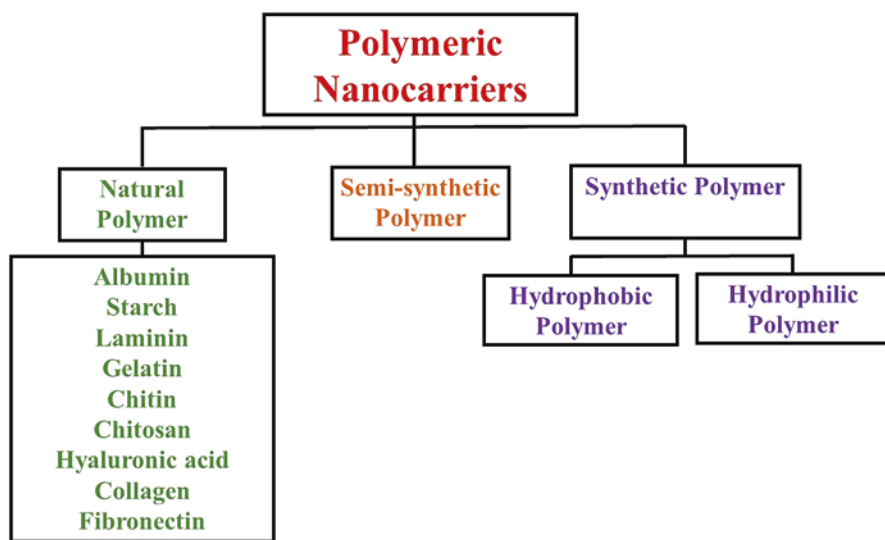 Polymeric
Nanocarriers
Natural
Polymer
Semi-synthetic
Polymer
Synthetic Polymer
Albumin
Starch
Laminin
Gelatin
Chitin
Chitosan
Hyaluronic acid
Collagen
Fibronectin
Hydrophobic
Polymer
Hydrophilic
Polymer